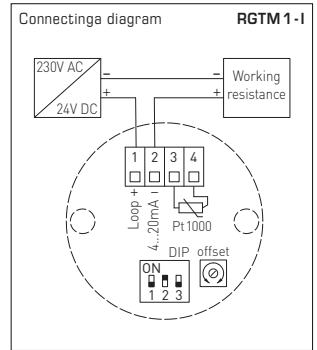 Connectinga diagram RGTM 1 - I
230V AC
24V DC
–
+
–
+
Working
resistance
1 2 3 4
Loop +
4...20mA –
Pt1000
DIP offset
ON
1 2 3